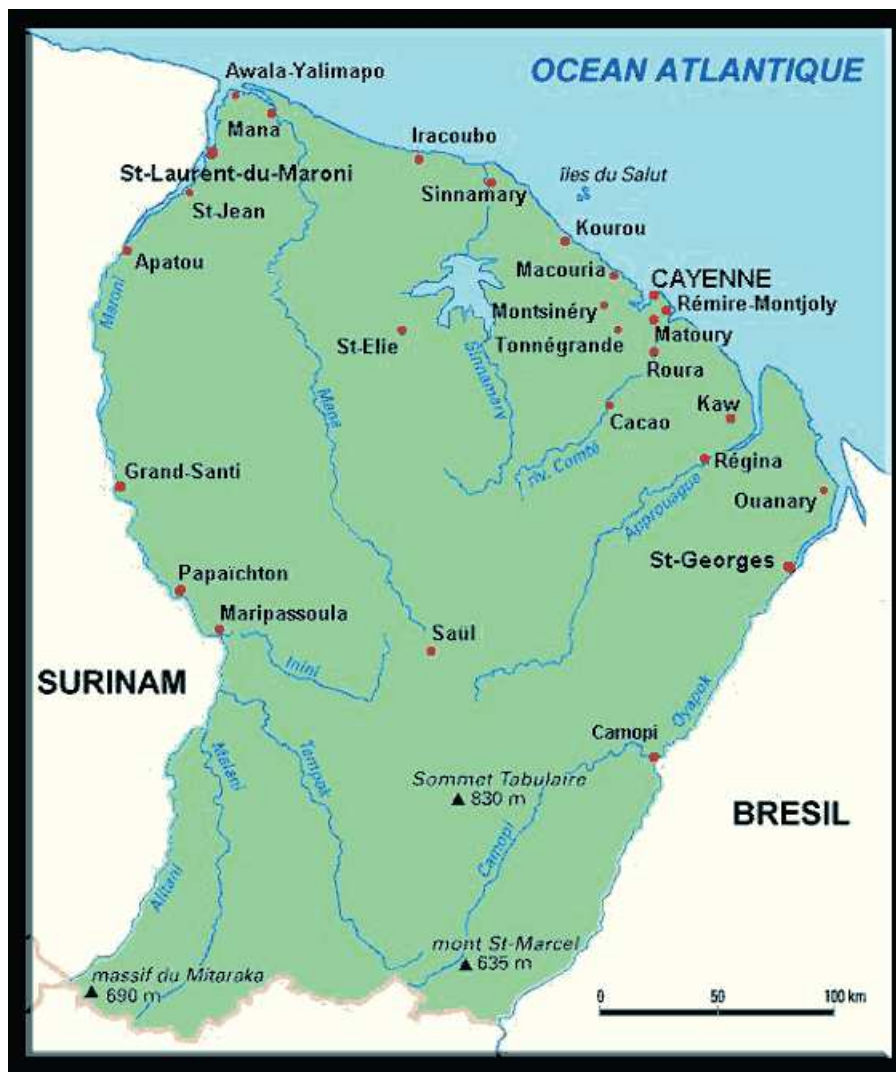 OCEAN ATLANTIQUE
Awala-Yalimapo
Mana
Iracoubo
St-Laurent-du-Maroni
îles du Salut
Sinnamary
St-Jean
Kourou
Apatou
Macouria
CAYENNE
Maroni
Montsinéry
Rémire-Montjoly
St-Elie
Tonnégrande
Matoury
Sinnamary
Roura
Mana
Cacao
Kaw
Grand-Santi
riv. Comté
Régina
Approuague
Ouanary
St-Georges
Papaïchton
Maripassoula
Saül
Inini
SURINAM
Oyapok
Camopi
Malani
Tampok
Sommet Tabulaire
830 m
BRESIL
Camopi
Alitani
mont St-Marcel
635 m
massif du Mitaraka
690 m
0 50 100 km